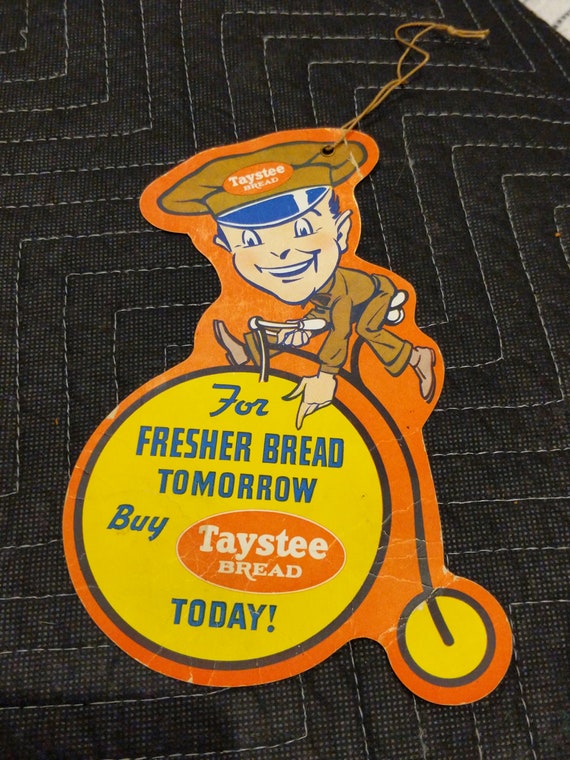 Taystee
BREAD
For
FRESHER BREAD
TOMORROW
Buy Taystee
BREAD
TODAY!